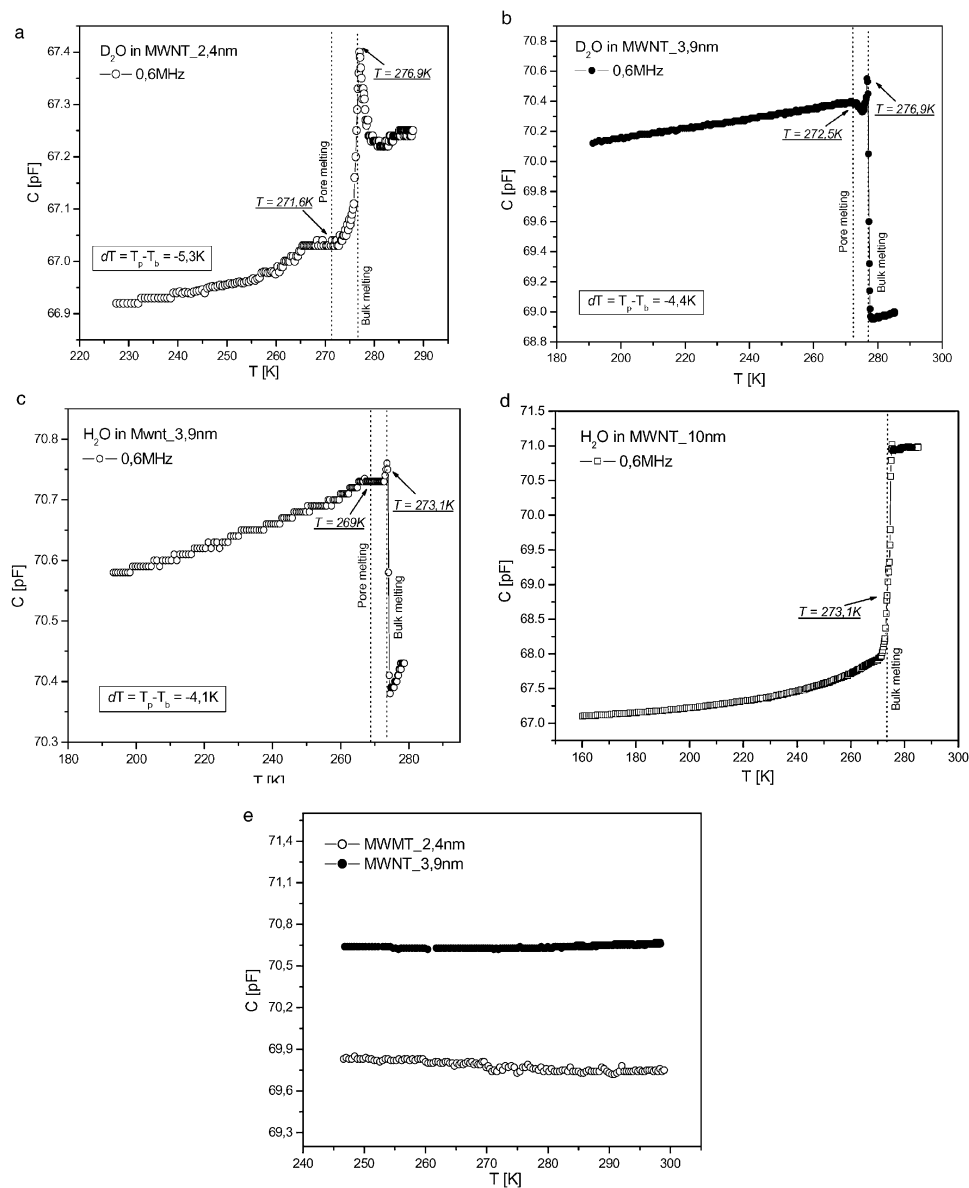 a
D2O in MWNT_2,4nm
0,6MHz
T = 276,9K
T = 271,6K
Pore melting
Bulk melting
dT = Tp-Tb = -5,3K
67.4
67.3
67.2
67.1
67.0
66.9
C [pF]
220 230 240 250 260 270 280 290
T [K]
b
D2O in MWNT_3,9nm
0,6MHz
T = 276,9K
T = 272,5K
Pore melting
Bulk melting
dT = Tp-Tb = -4,4K
70.8
70.6
70.4
70.2
70.0
69.8
69.6
69.4
69.2
69.0
68.8
C [pF]
180 200 220 240 260 280 300
T [K]
c
H2O in Mwnt_3,9nm
0,6MHz
T = 273,1K
T = 269K
Pore melting
Bulk melting
dT = Tp-Tb = -4,1K
70.8
70.7
70.6
70.5
70.4
70.3
C [pF]
180 200 220 240 260 280
T [K]
d
H2O in MWNT_10nm
0,6MHz
T = 273,1K
Bulk melting
71.5
71.0
70.5
70.0
69.5
69.0
68.5
68.0
67.5
67.0
C [pF]
160 180 200 220 240 260 280 300
T [K]
e
MWMT_2,4nm
MWNT_3,9nm
71,4
71,1
70,8
70,5
70,2
69,9
69,6
69,3
C [pF]
240 250 260 270 280 290 300
T [K]